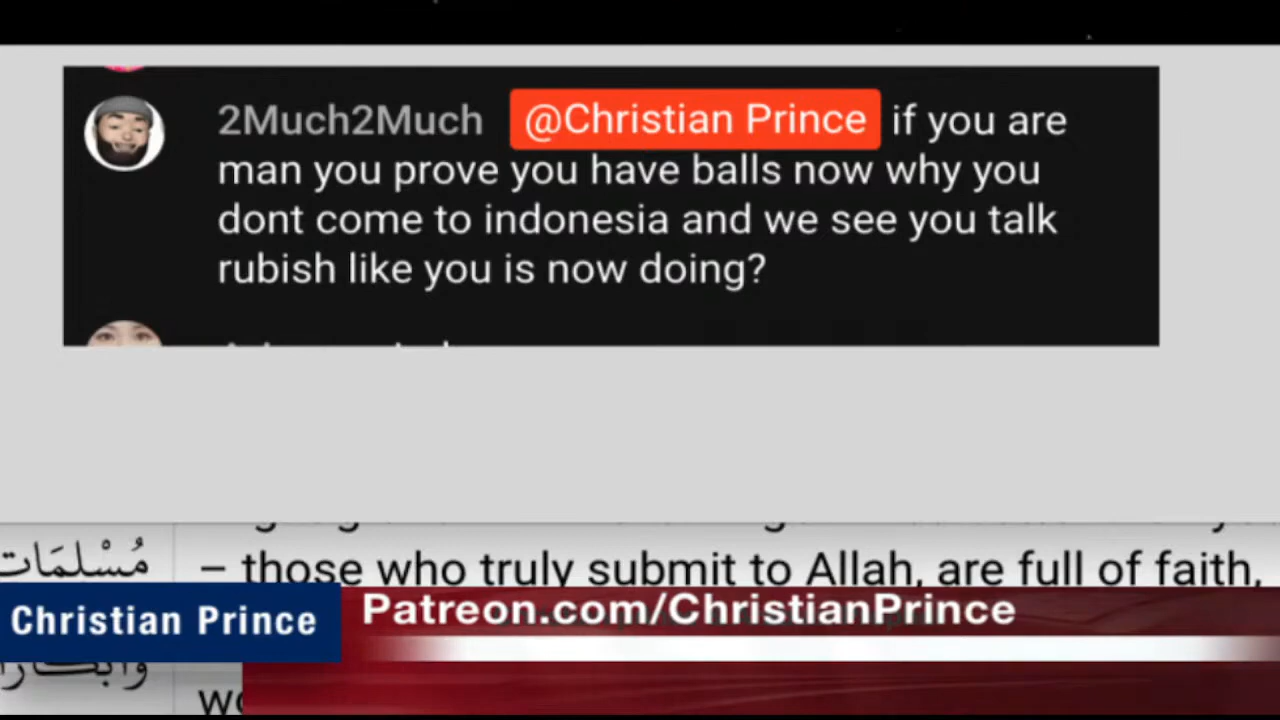 2Much2Much @Christian Prince if you are
man you prove you have balls now why you
dont come to indonesia and we see you talk
rubish like you is now doing?
مُسْلِمَات
– those who truly submit to Allah, are full of faith,
Christian Prince
Patreon.com/ChristianPrince
وَأَبْكَارًا